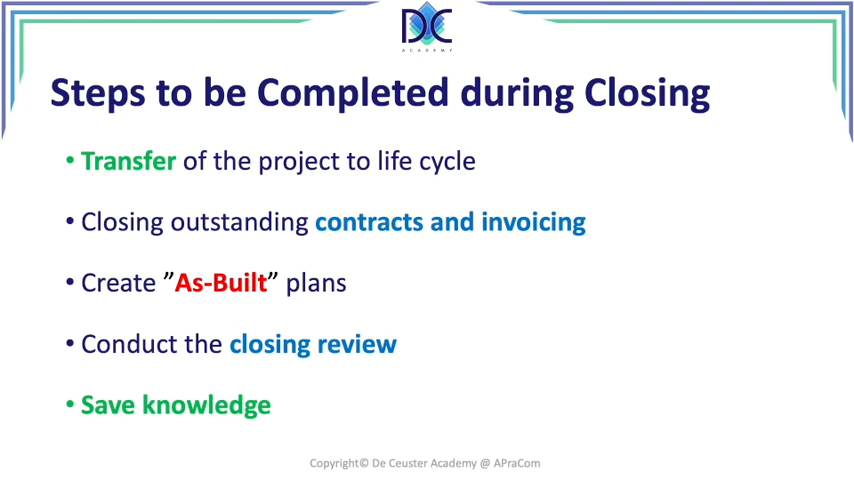 DC
ACADEMY
Steps to be Completed during Closing
• Transfer of the project to life cycle
• Closing outstanding contracts and invoicing
• Create ”As-Built” plans
• Conduct the closing review
• Save knowledge
Copyright© De Ceuster Academy @ APraCom